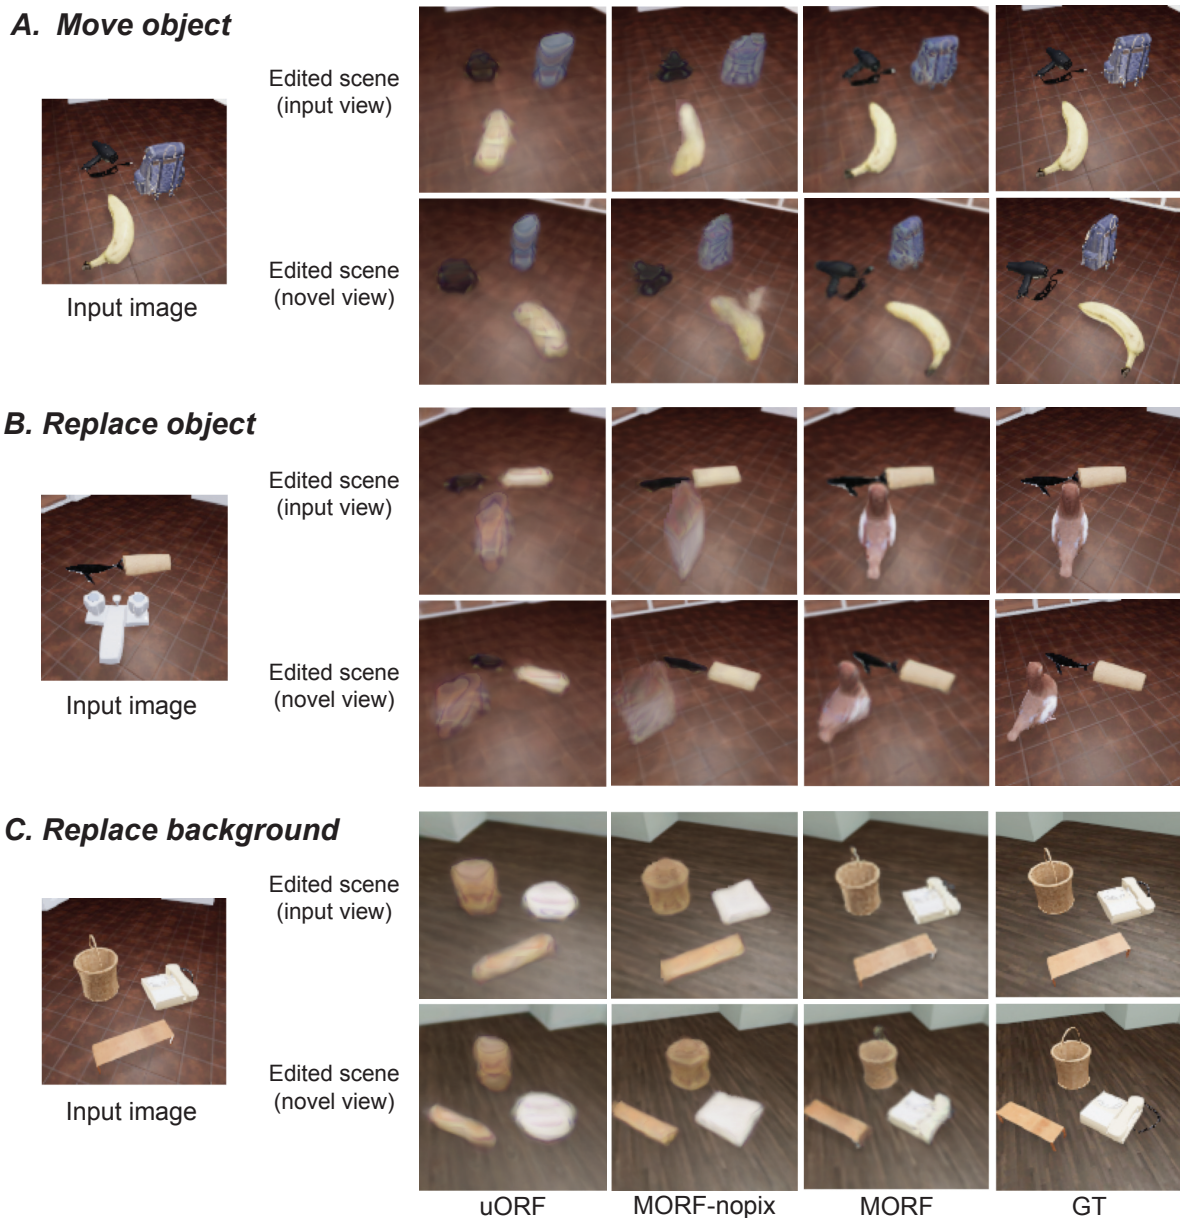 A. Move object
Edited scene
(input view)
Input image
Edited scene
(novel view)
B. Replace object
Edited scene
(input view)
Input image
Edited scene
(novel view)
C. Replace background
Edited scene
(input view)
Input image
Edited scene
(novel view)
uORF
MORF-nopix
MORF
GT